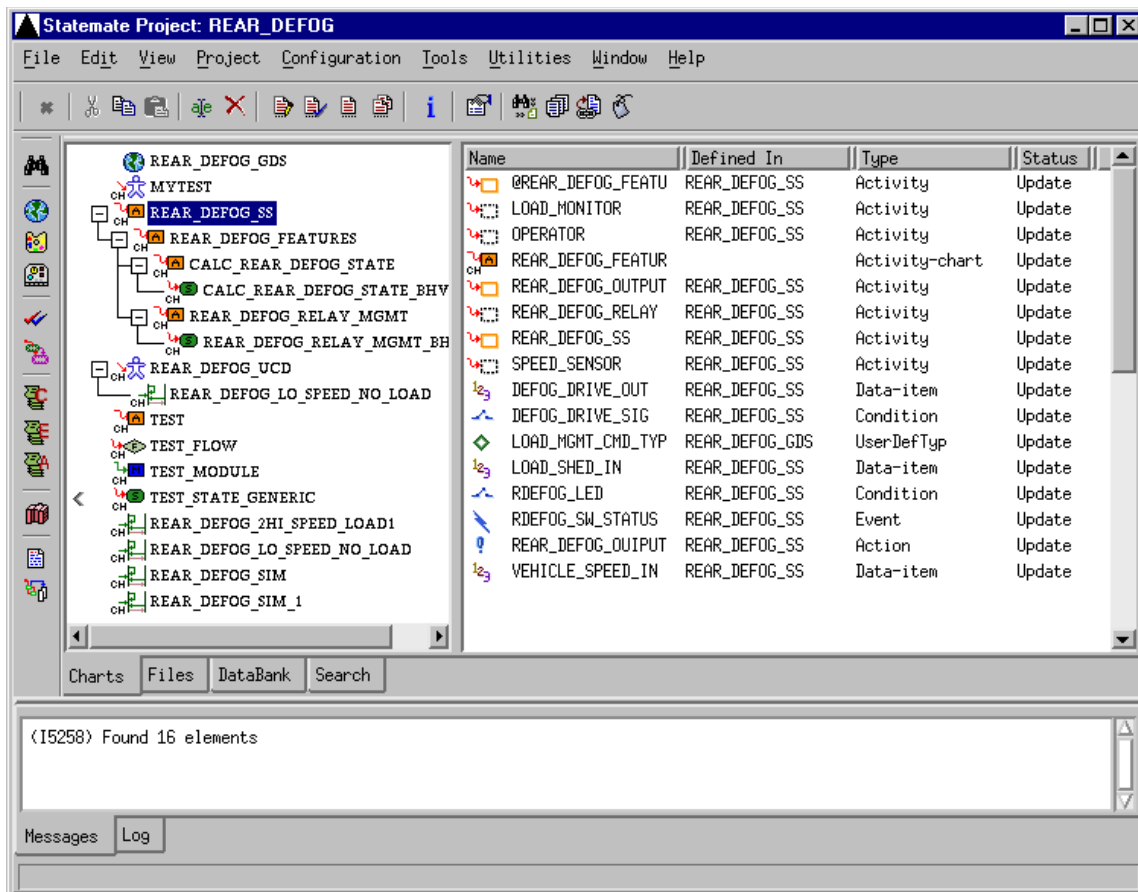 Statemate Project: REAR_DEFOG
File Edit View Project Configuration Tools Utilities Window Help
REAR_DEFOG_GDS
MYTEST
REAR_DEFOG_SS
REAR_DEFOG_FEATURES
CALC_REAR_DEFOG_STATE
CALC_REAR_DEFOG_STATE_BHV
REAR_DEFOG_RELAY_MGMT
REAR_DEFOG_RELAY_MGMT_BH
REAR_DEFOG_UCD
REAR_DEFOG_LO_SPEED_NO_LOAD
TEST
TEST_FLOW
TEST_MODULE
TEST_STATE_GENERIC
REAR_DEFOG_2HI_SPEED_LOAD1
REAR_DEFOG_LO_SPEED_NO_LOAD
REAR_DEFOG_SIM
REAR_DEFOG_SIM_1
Charts Files DataBank Search
Name Defined In Type Status
@REAR_DEFOG_FEATU REAR_DEFOG_SS Activity Update
LOAD_MONITOR REAR_DEFOG_SS Activity Update
OPERATOR REAR_DEFOG_SS Activity Update
REAR_DEFOG_FEATUR Activity-chart Update
REAR_DEFOG_OUTPUT REAR_DEFOG_SS Activity Update
REAR_DEFOG_RELAY REAR_DEFOG_SS Activity Update
REAR_DEFOG_SS REAR_DEFOG_SS Activity Update
SPEED_SENSOR REAR_DEFOG_SS Activity Update
DEFOG_DRIVE_OUT REAR_DEFOG_SS Data-item Update
DEFOG_DRIVE_SIG REAR_DEFOG_SS Condition Update
LOAD_MGMT_CMD_TYP REAR_DEFOG_GDS UserDefTyp Update
LOAD_SHED_IN REAR_DEFOG_SS Data-item Update
RDEFOG_LED REAR_DEFOG_SS Condition Update
RDEFOG_SW_STATUS REAR_DEFOG_SS Event Update
REAR_DEFOG_OUIPUT REAR_DEFOG_SS Action Update
VEHICLE_SPEED_IN REAR_DEFOG_SS Data-item Update
(I5258) Found 16 elements
Messages Log